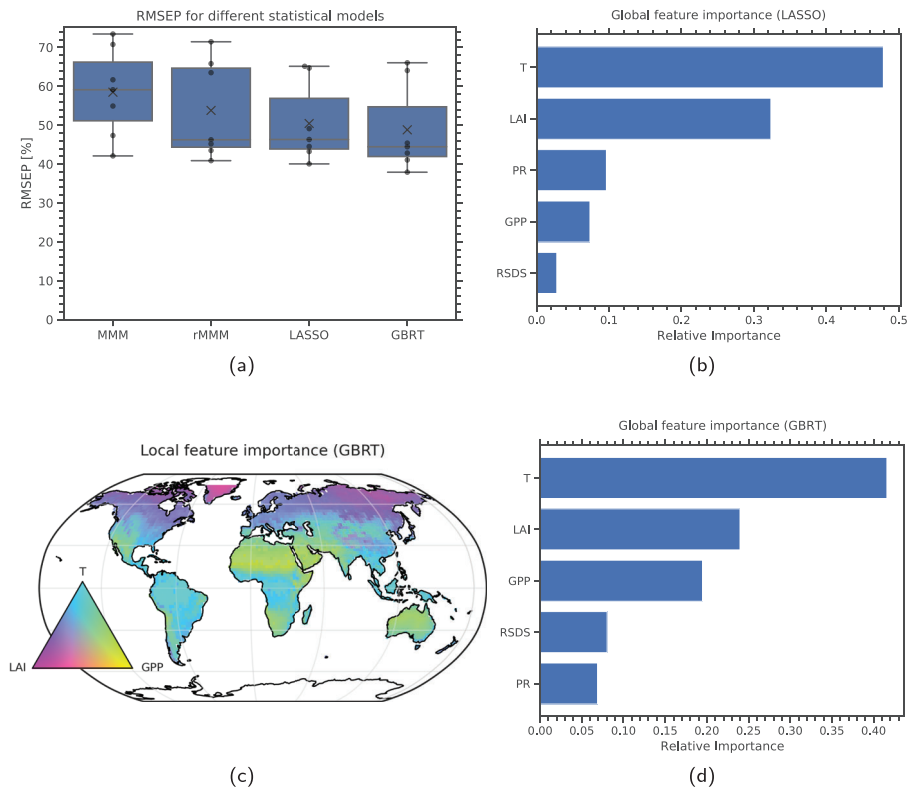 RMSEP for different statistical models
RMSEP [%]
70
60
50
40
30
20
10
0
MMM rMMM LASSO GBRT
(a)
Global feature importance (LASSO)
T
LAI
PR
GPP
RSDS
0.0 0.1 0.2 0.3 0.4 0.5
Relative Importance
(b)
Local feature importance (GBRT)
T
LAI GPP
(c)
Global feature importance (GBRT)
T
LAI
GPP
RSDS
PR
0.00 0.05 0.10 0.15 0.20 0.25 0.30 0.35 0.40
Relative Importance
(d)